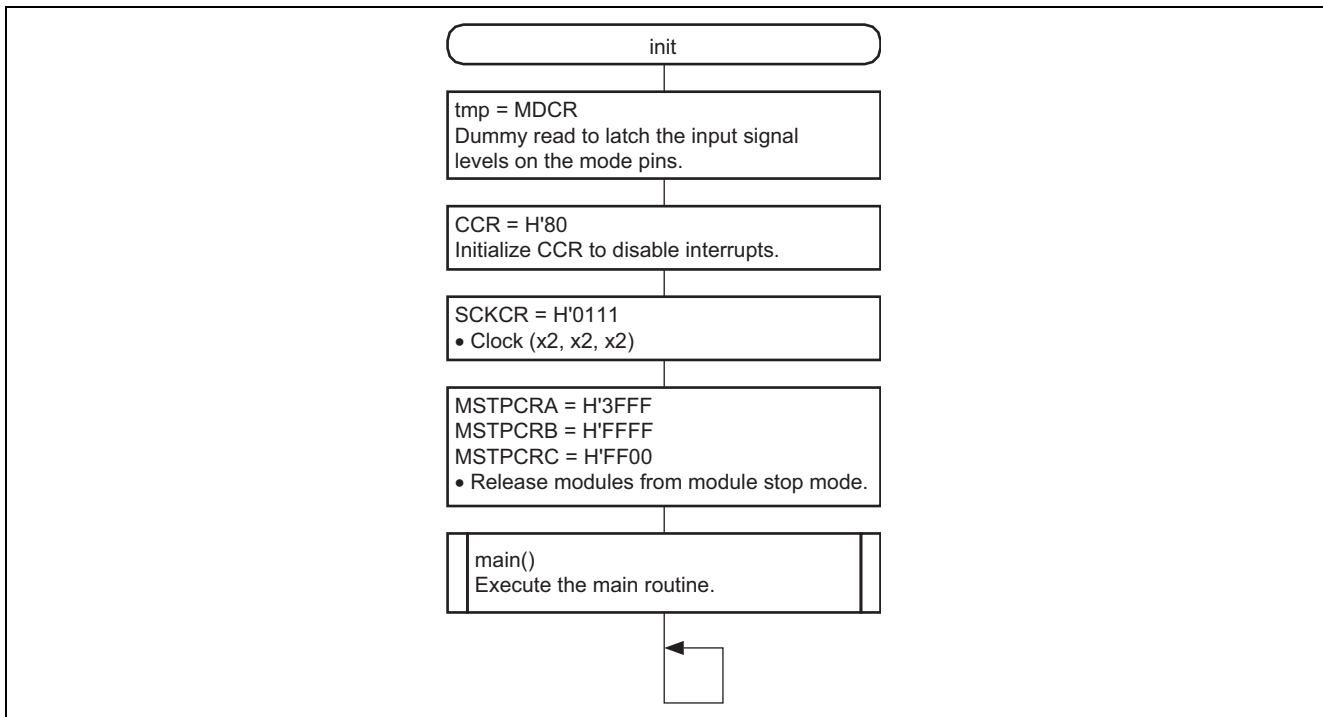 init
tmp = MDCR
Dummy read to latch the input signal
levels on the mode pins.
CCR = H'80
Initialize CCR to disable interrupts.
SCKCR = H'0111
• Clock (x2, x2, x2)
MSTPCRA = H'3FFF
MSTPCRB = H'FFFF
MSTPCRC = H'FF00
• Release modules from module stop mode.
main()
Execute the main routine.